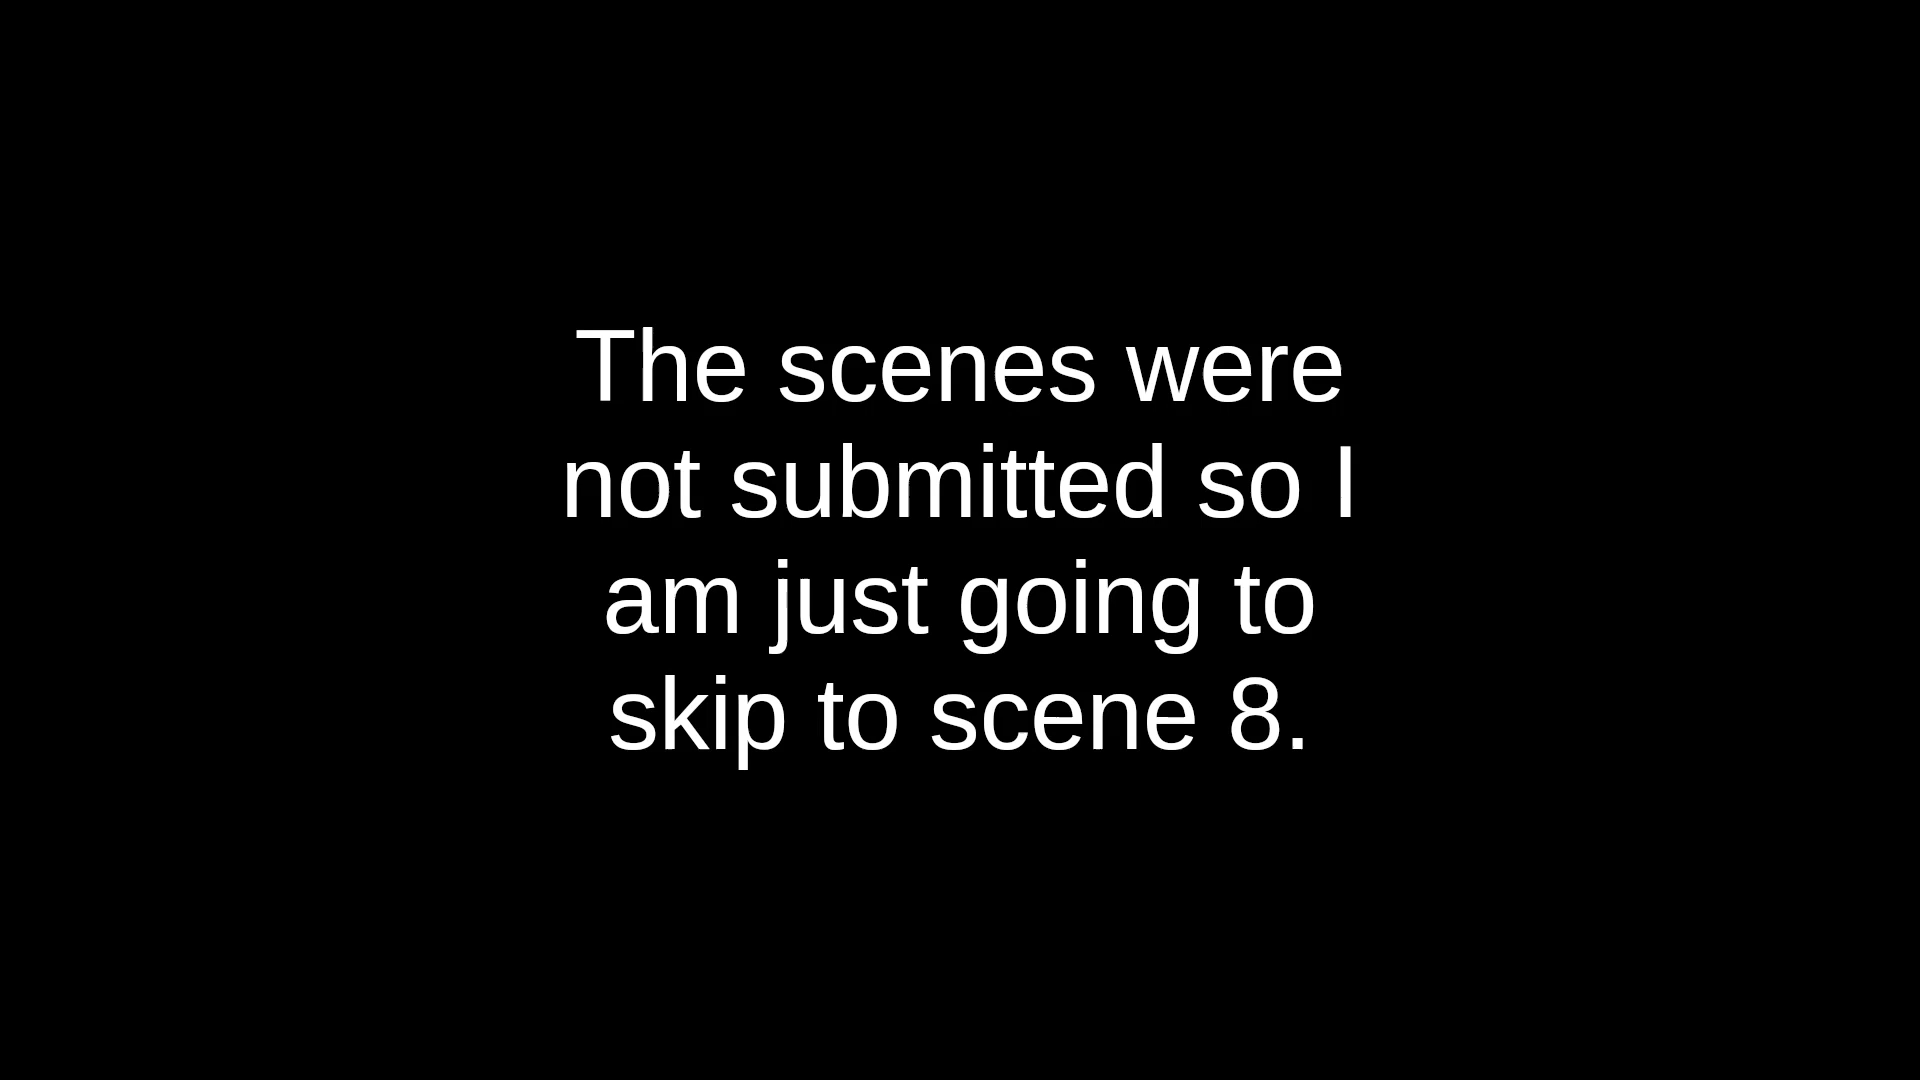 The scenes were
not submitted so I
am just going to
skip to scene 8.